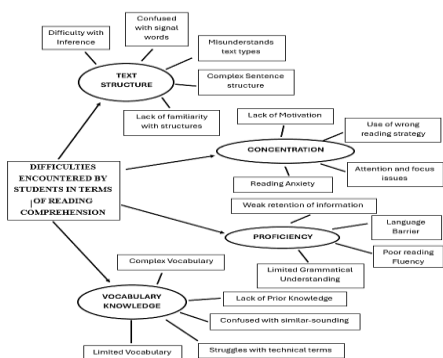 Difficulty with
Inference
Confused
with signal
words
Misunderstands
text types
TEXT
STRUCTURE
Complex Sentence
structure
Lack of familiarity
with structures
Lack of Motivation
Use of wrong
reading strategy
CONCENTRATION
Attention and focus
issues
Reading Anxiety
DIFFICULTIES
ENCOUNTERED BY
STUDENTS IN TERMS
OF READING
COMPREHENSION
Weak retention of information
Language
Barrier
PROFICIENCY
Poor reading
Fluency
Limited Grammatical
Understanding
Complex Vocabulary
VOCABULARY
KNOWLEDGE
Lack of Prior Knowledge
Confused with similar-sounding
Struggles with technical terms
Limited Vocabulary